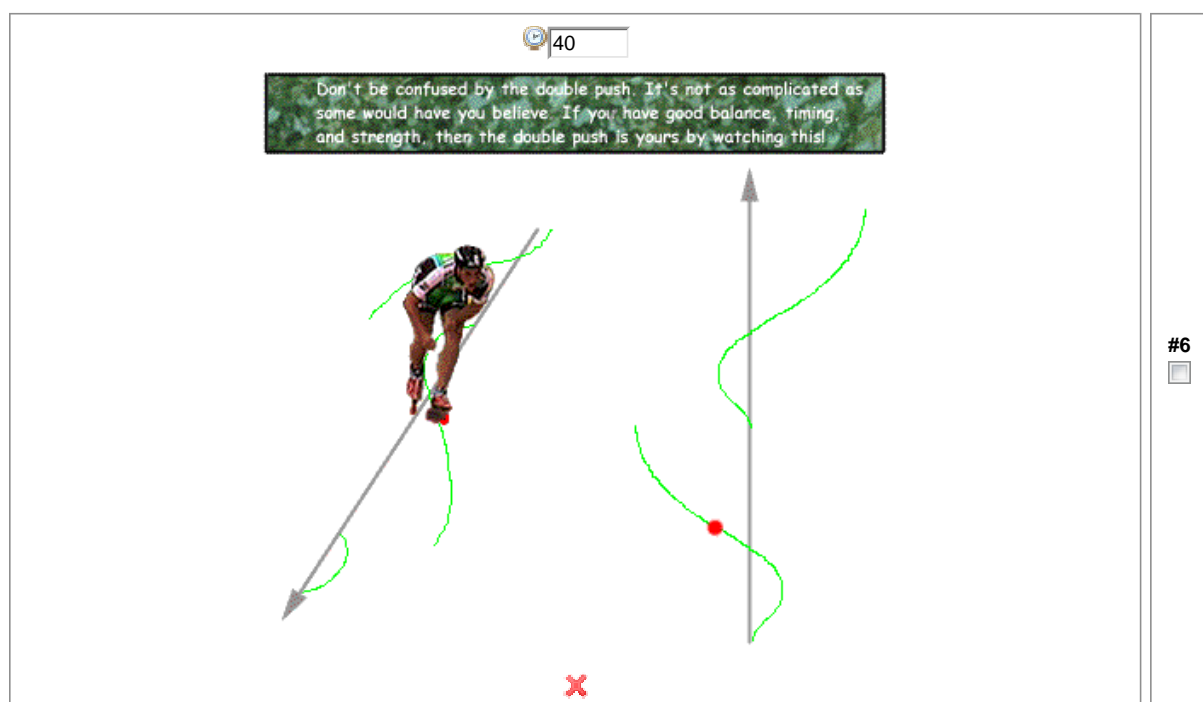 40
Don't be confused by the double push. It's not as complicated as
some would have you believe. If you have good balance, timing,
and strength, then the double push is yours by watching this!
#6